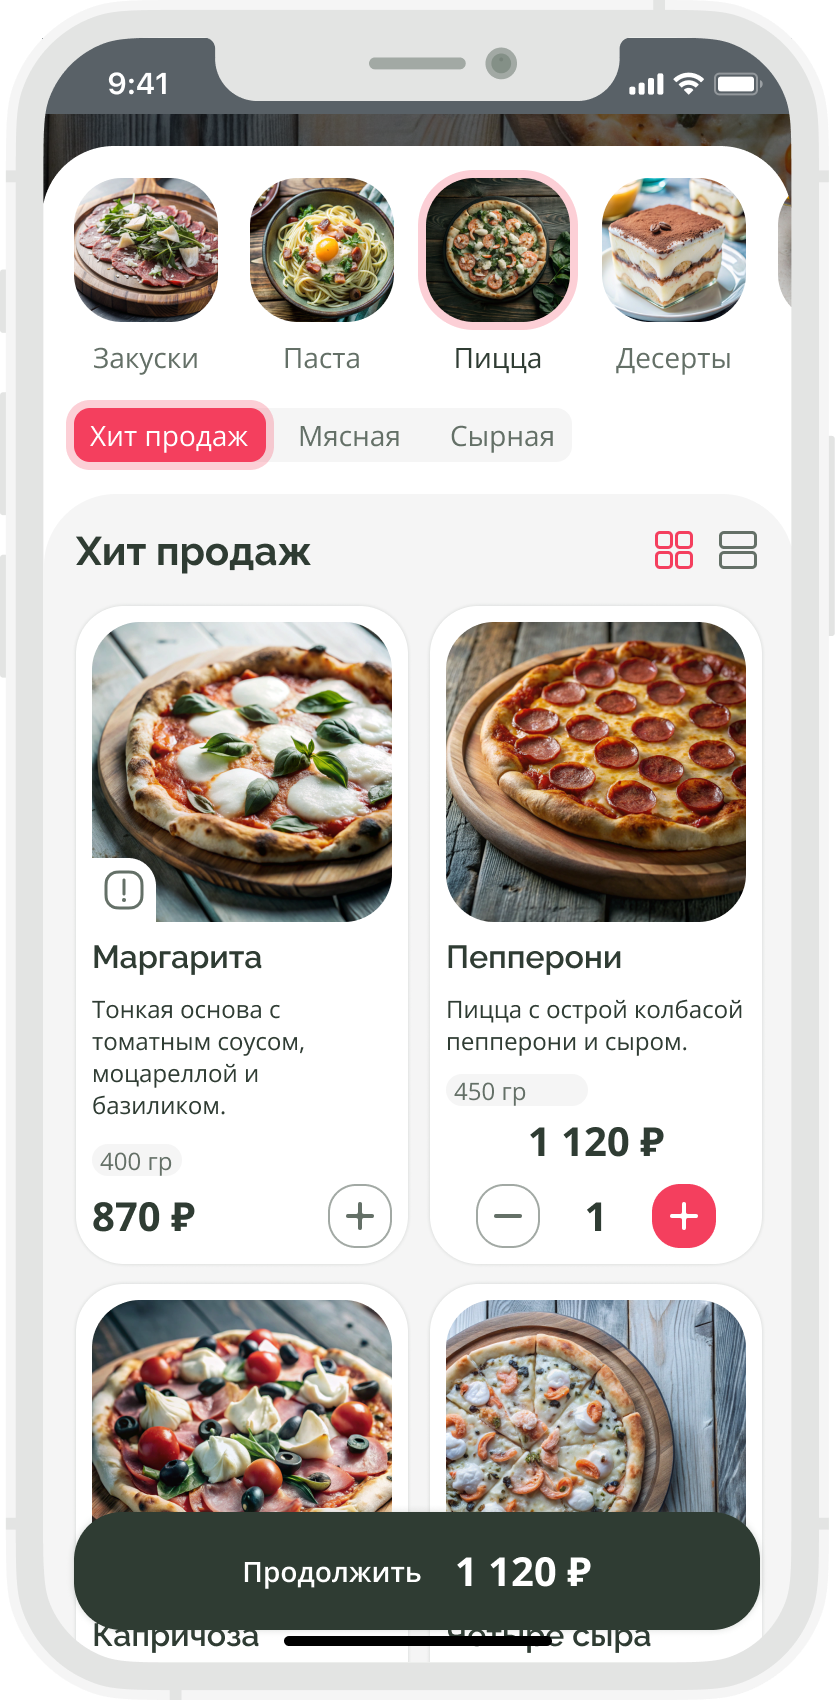 9:41
Закуски
Паста
Пицца
Десерты
Хит продаж
Мясная
Сырная
Хит продаж
Маргарита
Тонкая основа с
томатным соусом,
моцареллой и
базиликом.
400 гр
870 ₽
Пепперони
Пицца с острой колбасой
пепперони и сыром.
450 гр
1 120 ₽
1
Продолжить 1 120 ₽
Капричоза
Четыре сыра